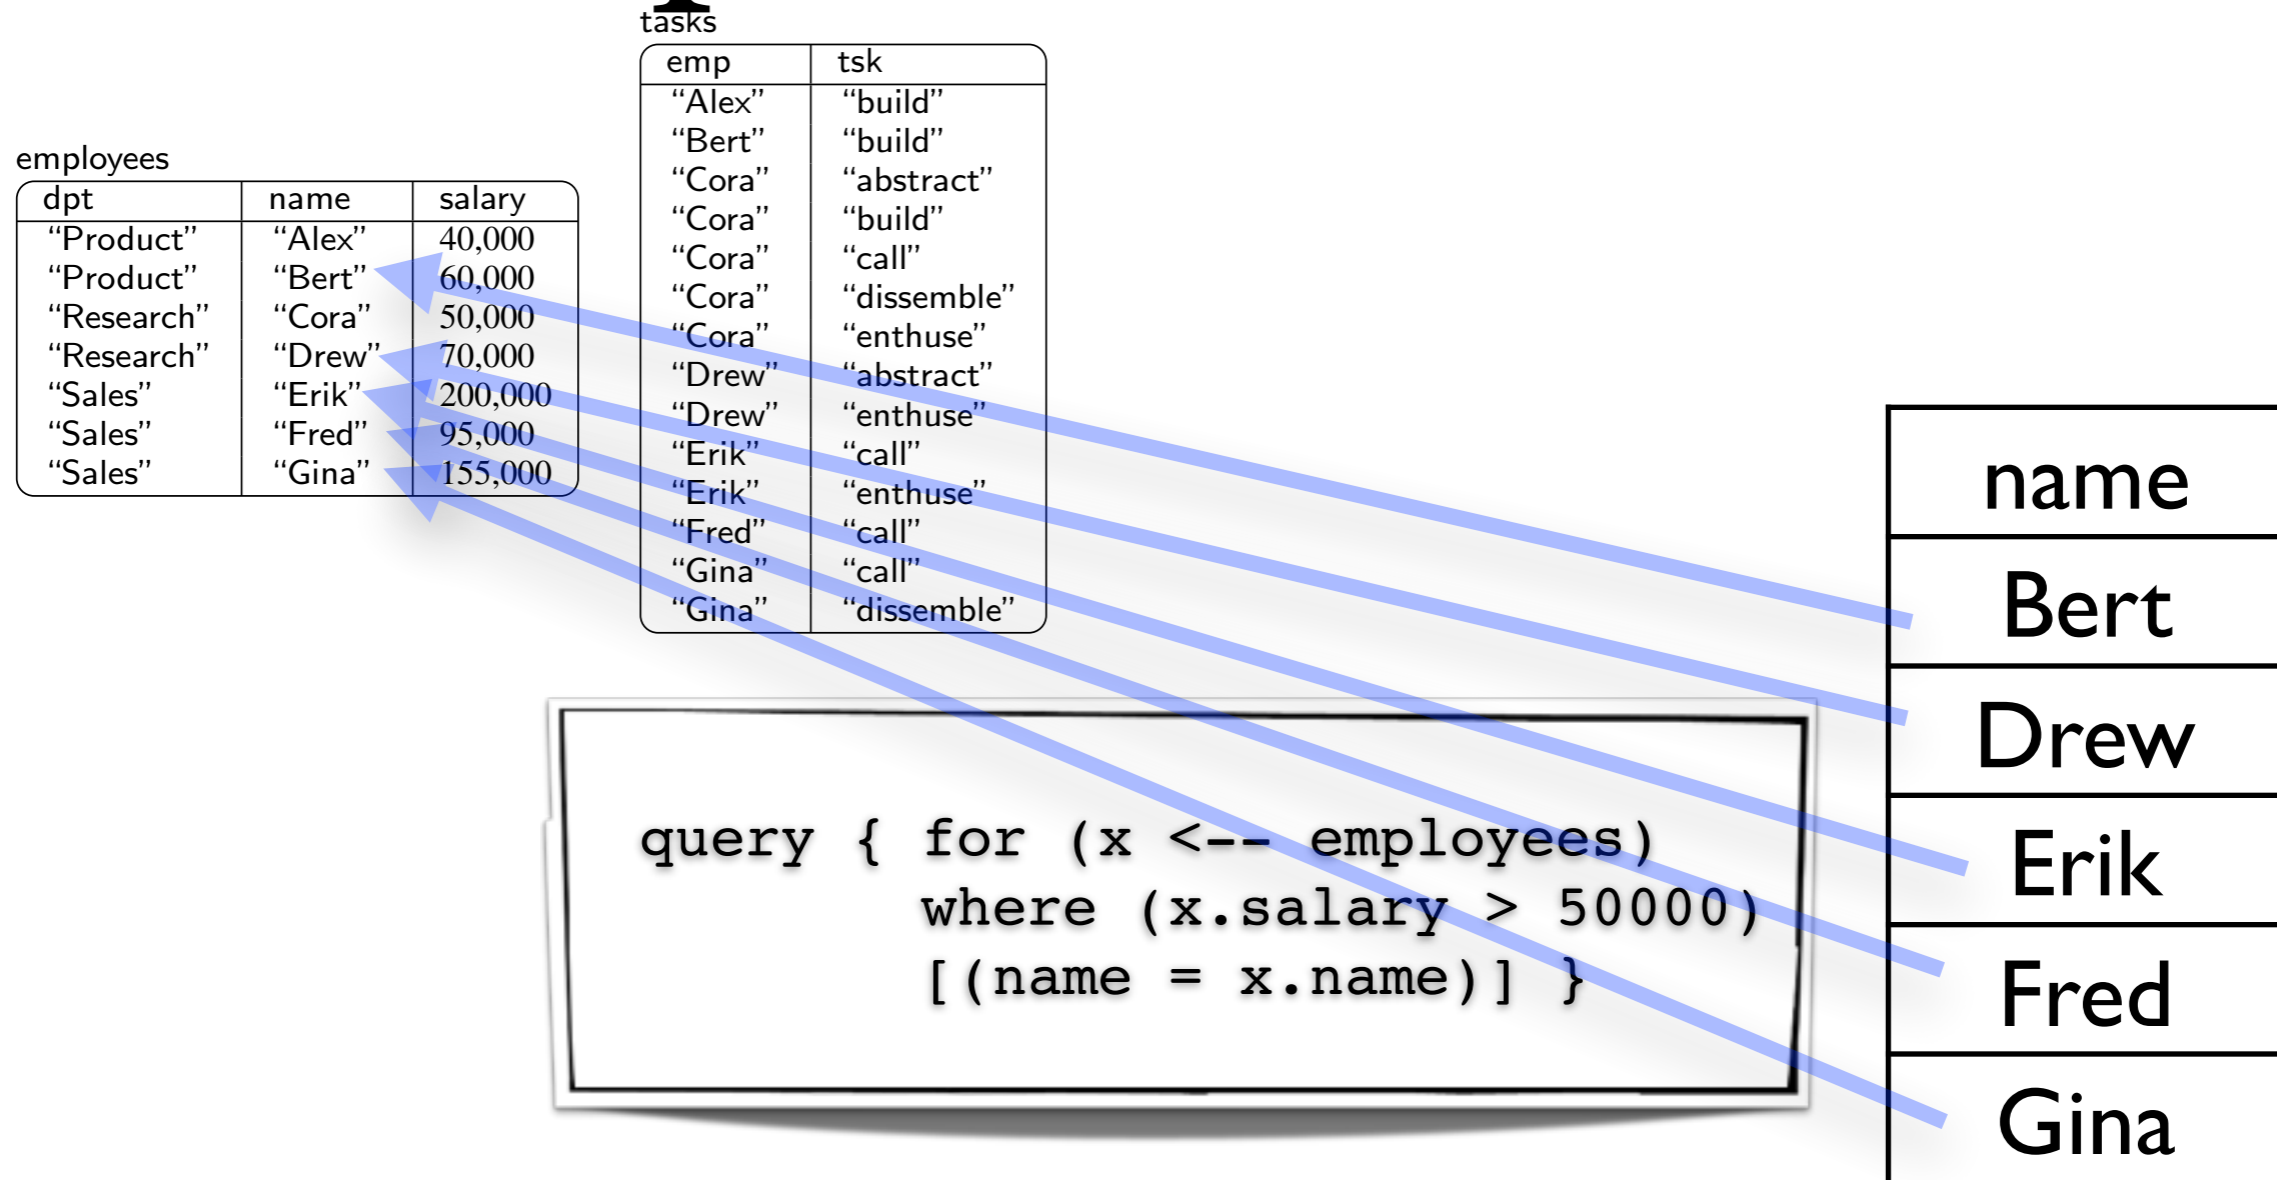 tasks
emp tsk
“Alex” “build”
“Bert” “build”
“Cora” “abstract”
“Cora” “build”
“Cora” “call”
“Cora” “dissemble”
“Cora” “enthuse”
“Drew” “abstract”
“Drew” “enthuse”
“Erik” “call”
“Erik” “enthuse”
“Fred” “call”
“Gina” “call”
“Gina” “dissemble”
employees
dpt name salary
“Product” “Alex” 40,000
“Product” “Bert” 60,000
“Research” “Cora” 50,000
“Research” “Drew” 70,000
“Sales” “Erik” 200,000
“Sales” “Fred” 95,000
“Sales” “Gina” 155,000
query { for (x <-- employees)
where (x.salary > 50000)
[(name = x.name)] }
name
Bert
Drew
Erik
Fred
Gina